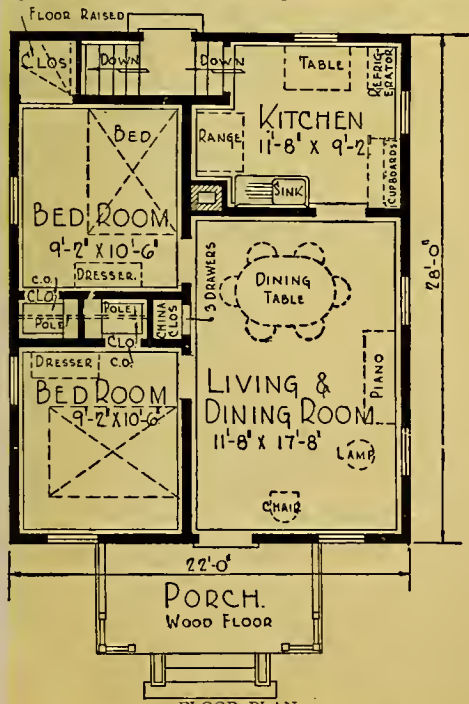 FLOOR RAISED
CLOS
DOWN
DOWN
TABLE
REFRIGERATOR
RANGE
KITCHEN
11'-8" X 9'-2
CUPBOARDS
SINK
BED
BED ROOM
9'-2" X 10'-6"
DRESSER.
C.O.
CLO
POLE
POLE
CLO.
C.O.
CHINA
CLOS
3 DRAWERS
DINING
TABLE
28'-0"
DRESSER
BED ROOM
9'-2" X 10'-6"
LIVING &
DINING ROOM
11'-8" X 17'-8"
PIANO
LAMP
CHAIR
22'-0"
PORCH.
WOOD FLOOR
FLOOR PLAN